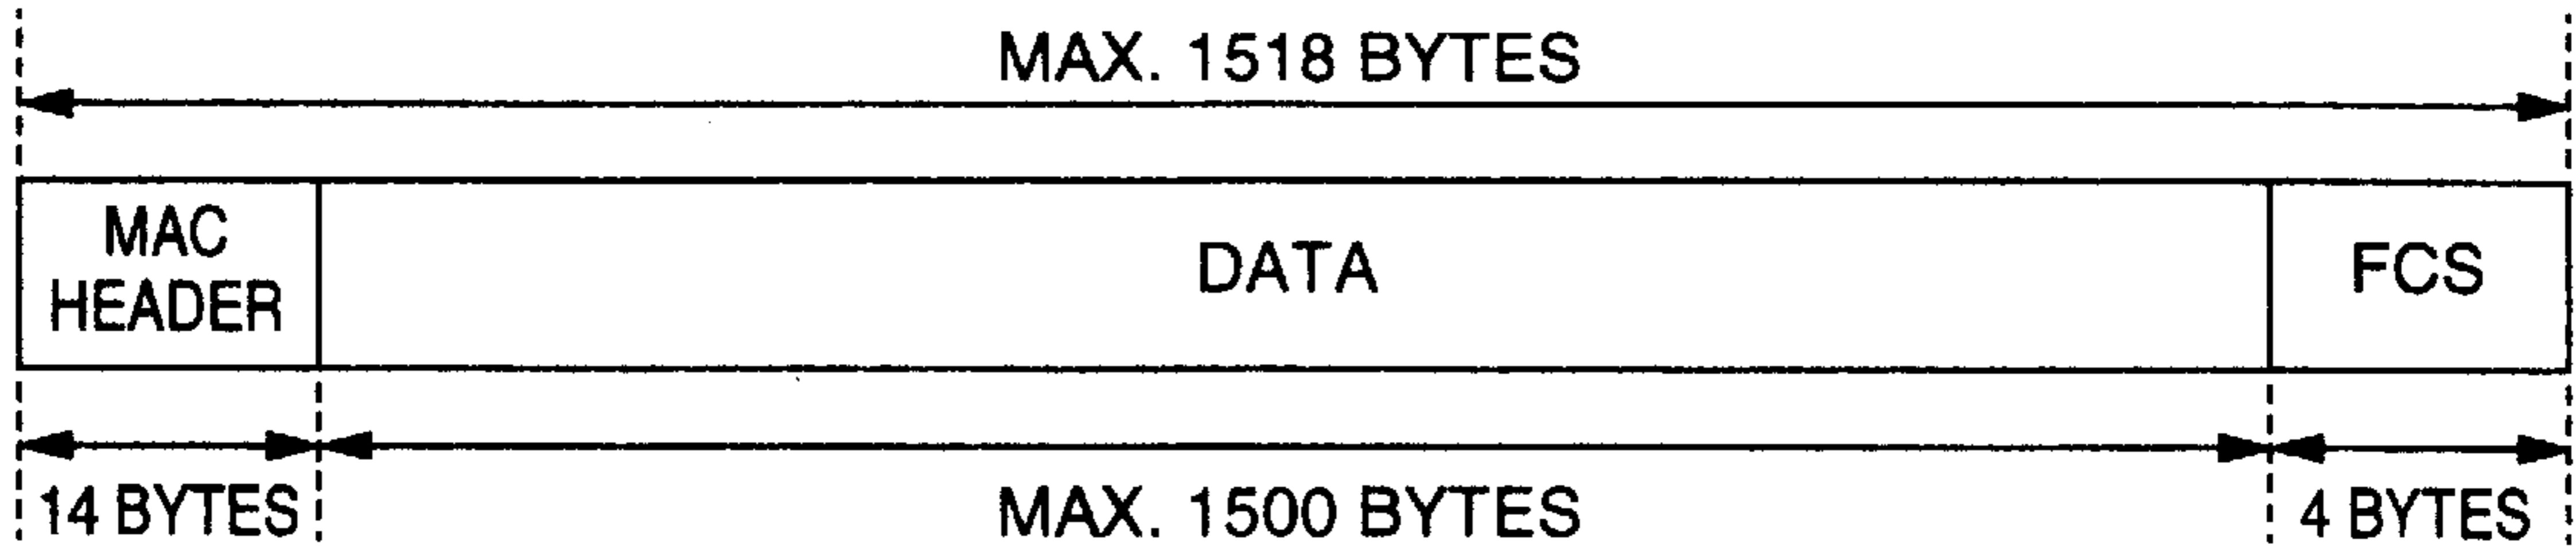 MAX. 1518 BYTES
MAC
HEADER
DATA
FCS
14 BYTES
MAX. 1500 BYTES
4 BYTES